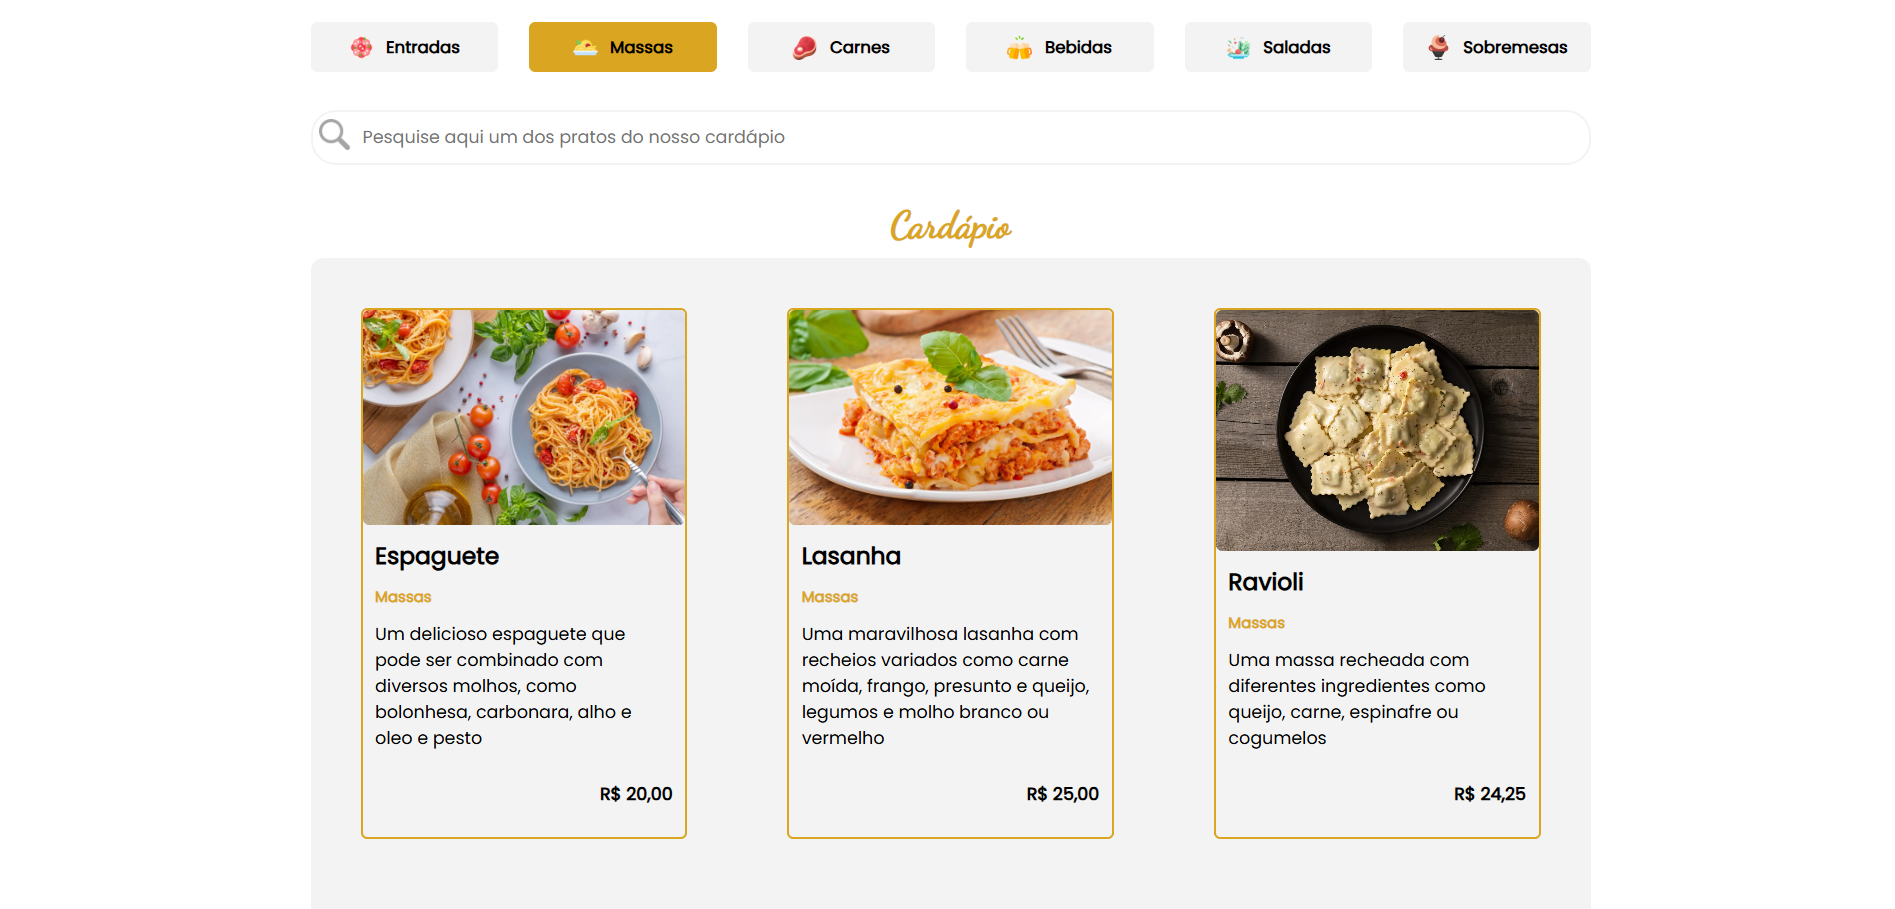 Entradas
Massas
Carnes
Bebidas
Saladas
Sobremesas
Pesquise aqui um dos pratos do nosso cardápio
Cardápio
Espaguete
Massas
Um delicioso espaguete que
pode ser combinado com
diversos molhos, como
bolonhesa, carbonara, alho e
oleo e pesto
R$ 20,00
Lasanha
Massas
Uma maravilhosa lasanha com
recheios variados como carne
moída, frango, presunto e queijo,
legumos e molho branco ou
vermelho
R$ 25,00
Ravioli
Massas
Uma massa recheada com
diferentes ingredientes como
queijo, carne, espinafre ou
cogumelos
R$ 24,25